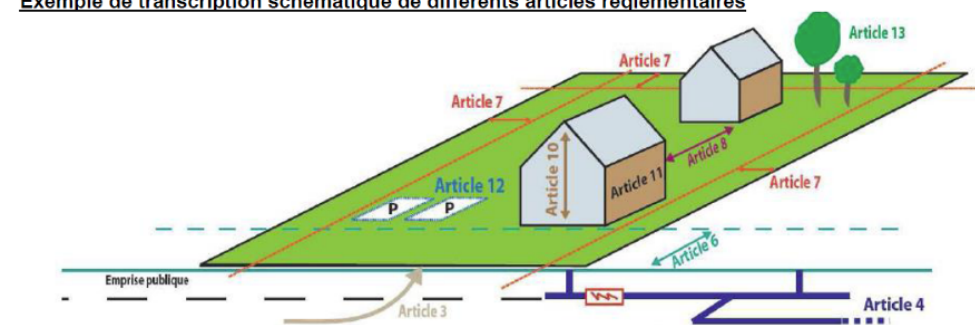 Exemple de transcription schématique de différents articles réglementaires
Article 13
Article 7
Article 7
Article 8
Article 10
Article 11
Article 12
Article 7
P
P
Article 6
Emprise publique
Article 3
Article 4